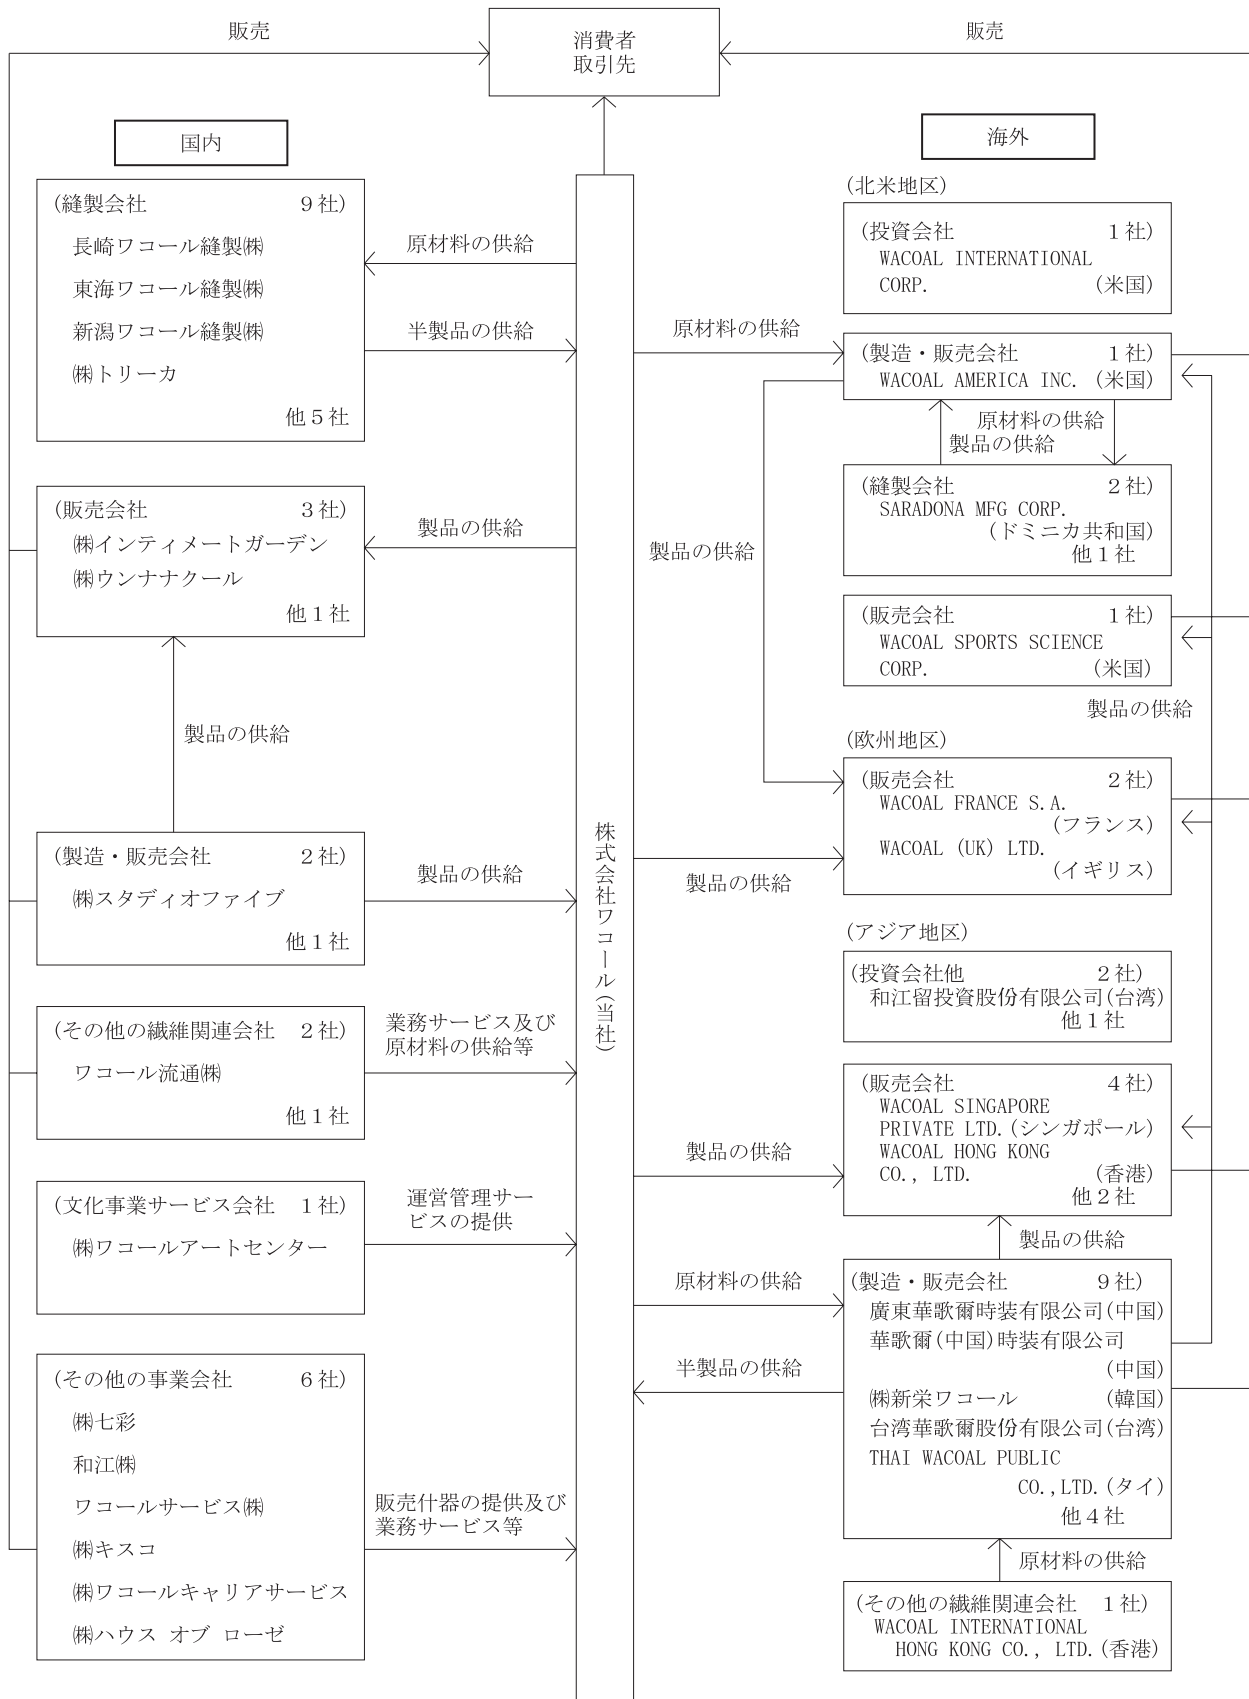 販売
消費者
取引先
販売
国内
(縫製会社 9社)
長崎ワコール縫製㈱
東海ワコール縫製㈱
新潟ワコール縫製㈱
㈱トリーカ
他5社
原材料の供給
半製品の供給
(販売会社 3社)
㈱インティメートガーデン
㈱ウンナナクール
他1社
製品の供給
製品の供給
(製造・販売会社 2社)
㈱スタディオファイブ
他1社
製品の供給
(その他の繊維関連会社 2社)
ワコール流通㈱
他1社
業務サービス及び
原材料の供給等
(文化事業サービス会社 1社)
㈱ワコールアートセンター
運営管理サー
ビスの提供
(その他の事業会社 6社)
㈱七彩
和江㈱
ワコールサービス㈱
㈱キスコ
㈱ワコールキャリアサービス
㈱ハウス オブ ローゼ
販売什器の提供及び
業務サービス等
株式会社ワコール(当社)
海外
(北米地区)
(投資会社 1社)
WACOAL INTERNATIONAL
CORP. (米国)
原材料の供給
(製造・販売会社 1社)
WACOAL AMERICA INC. (米国)
原材料の供給
製品の供給
(縫製会社 2社)
SARADONA MFG CORP.
(ドミニカ共和国)
他1社
製品の供給
(販売会社 1社)
WACOAL SPORTS SCIENCE
CORP. (米国)
製品の供給
(欧州地区)
(販売会社 2社)
WACOAL FRANCE S.A.
(フランス)
WACOAL (UK) LTD.
(イギリス)
製品の供給
(アジア地区)
(投資会社他 2社)
和江留投資股份有限公司(台湾)
他1社
(販売会社 4社)
WACOAL SINGAPORE
PRIVATE LTD.(シンガポール)
WACOAL HONG KONG
CO., LTD. (香港)
他2社
製品の供給
製品の供給
原材料の供給
(製造・販売会社 9社)
廣東華歌爾時装有限公司(中国)
華歌爾(中国)時装有限公司
(中国)
㈱新栄ワコール (韓国)
台湾華歌爾股份有限公司(台湾)
THAI WACOAL PUBLIC
CO.,LTD.(タイ)
他4社
半製品の供給
原材料の供給
(その他の繊維関連会社 1社)
WACOAL INTERNATIONAL
HONG KONG CO., LTD.(香港)